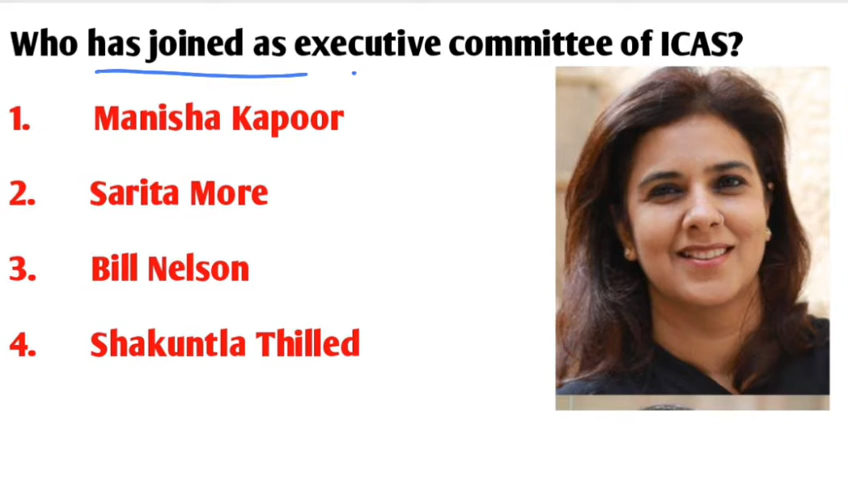 Who has joined as executive committee of ICAS?
1. Manisha Kapoor
2. Sarita More
3. Bill Nelson
4. Shakuntla Thilled